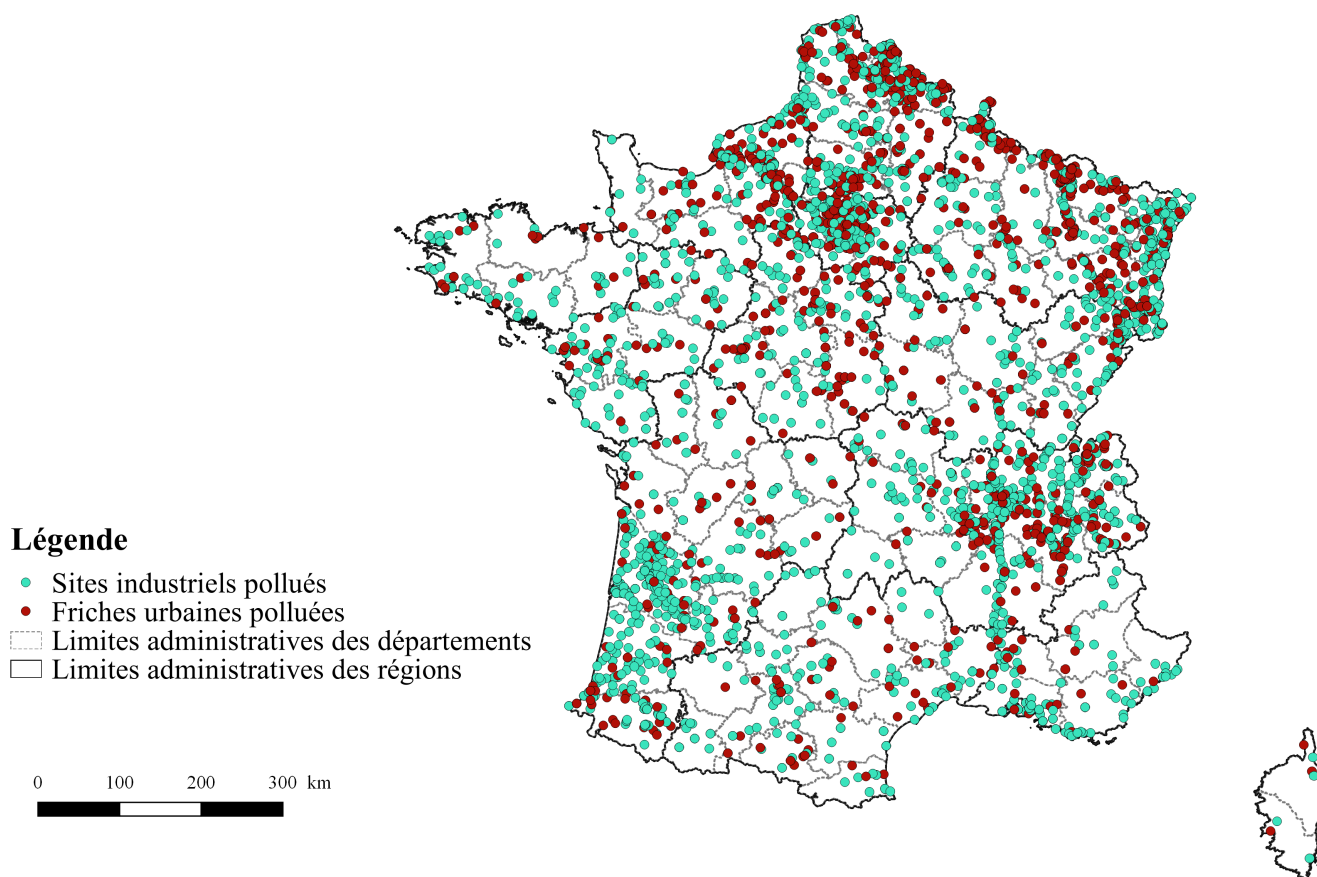 Légende
Sites industriels pollués
Friches urbaines polluées
Limites administratives des départements
Limites administratives des régions
0 100 200 300 km